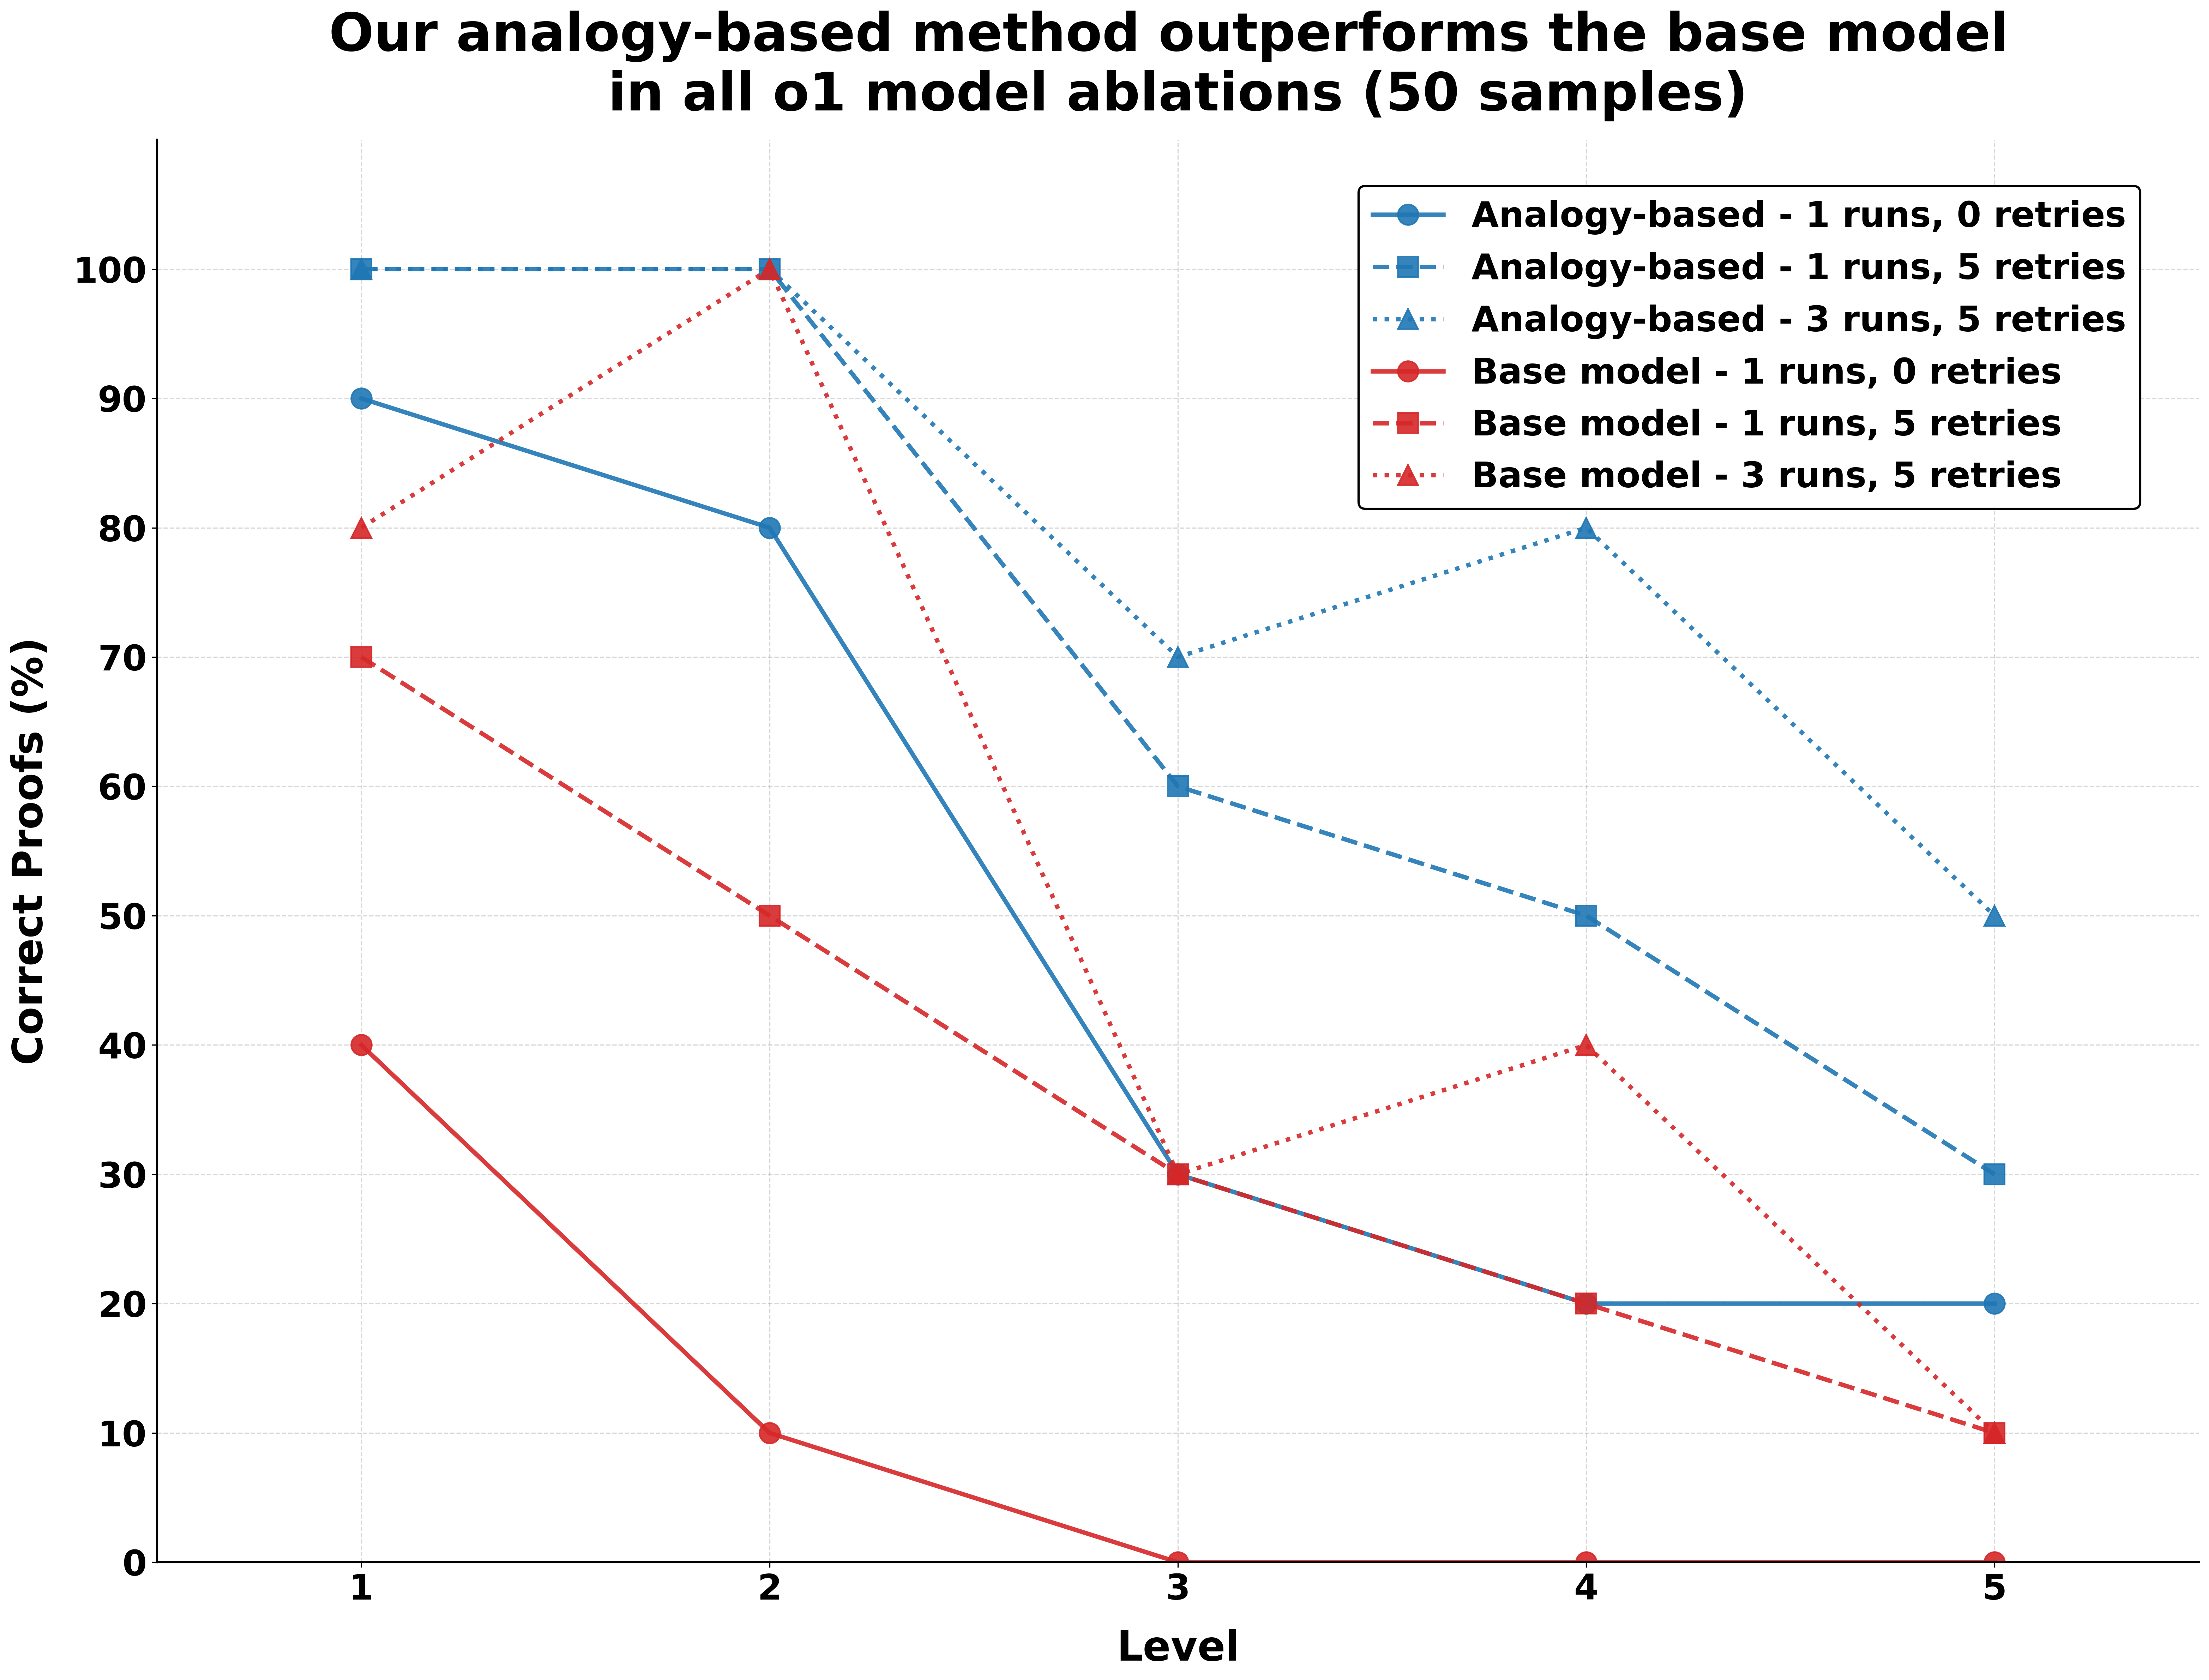 Our analogy-based method outperforms the base model
in all o1 model ablations (50 samples)
Analogy-based - 1 runs, 0 retries
Analogy-based - 1 runs, 5 retries
Analogy-based - 3 runs, 5 retries
Base model - 1 runs, 0 retries
Base model - 1 runs, 5 retries
Base model - 3 runs, 5 retries
Correct Proofs (%)
100
90
80
70
60
50
40
30
20
10
0
1 2 3 4 5
Level